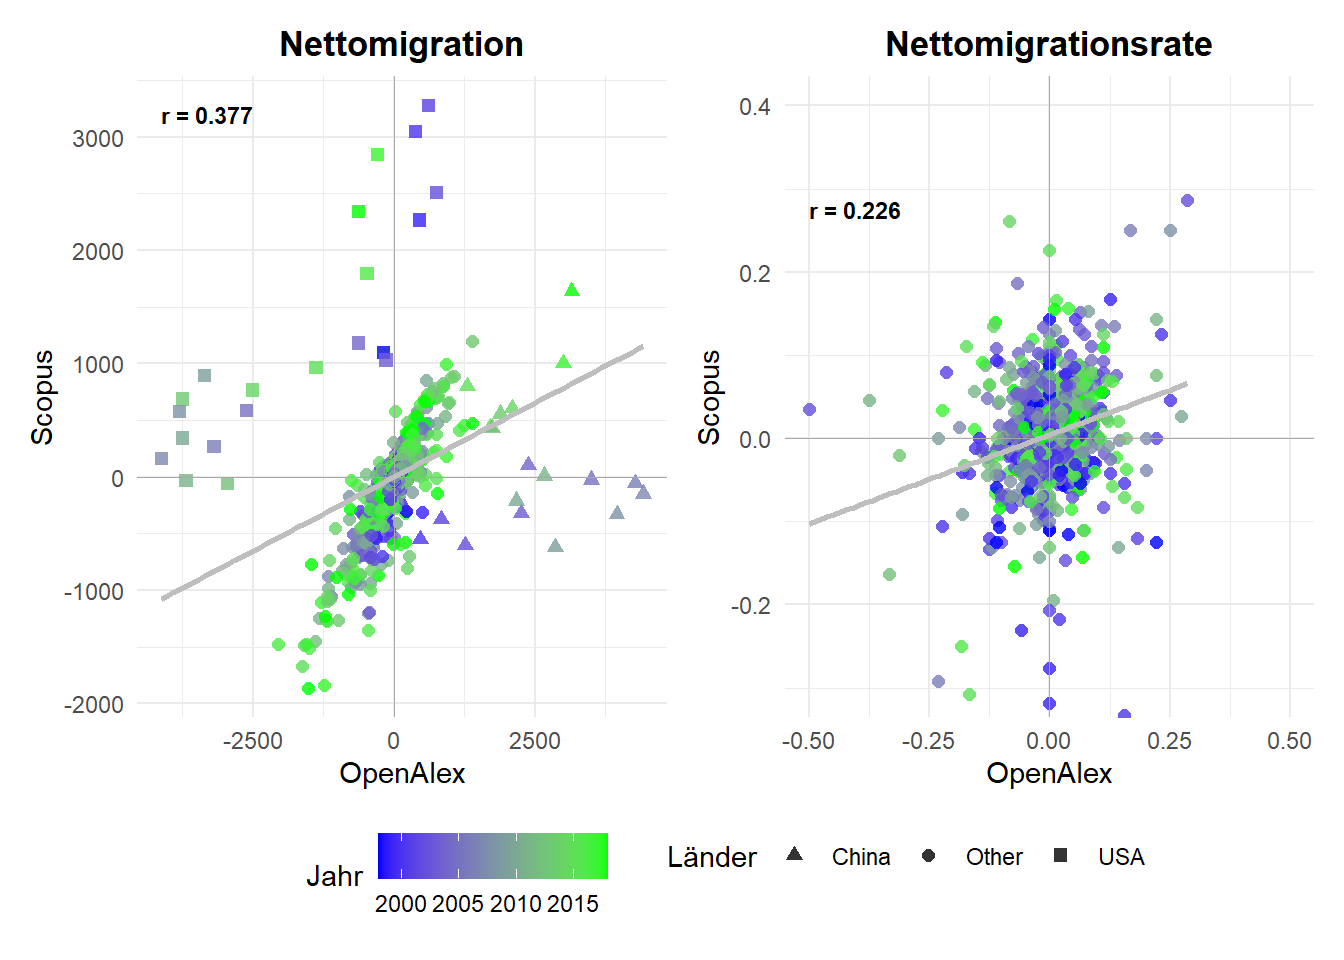 Nettomigration
r = 0.377
3000
2000
1000
0
-1000
-2000
Scopus
-2500 0 2500
OpenAlex
Nettomigrationsrate
r = 0.226
0.4
0.2
0.0
-0.2
Scopus
-0.50 -0.25 0.00 0.25 0.50
OpenAlex
Jahr
2000 2005 2010 2015
Länder China Other USA